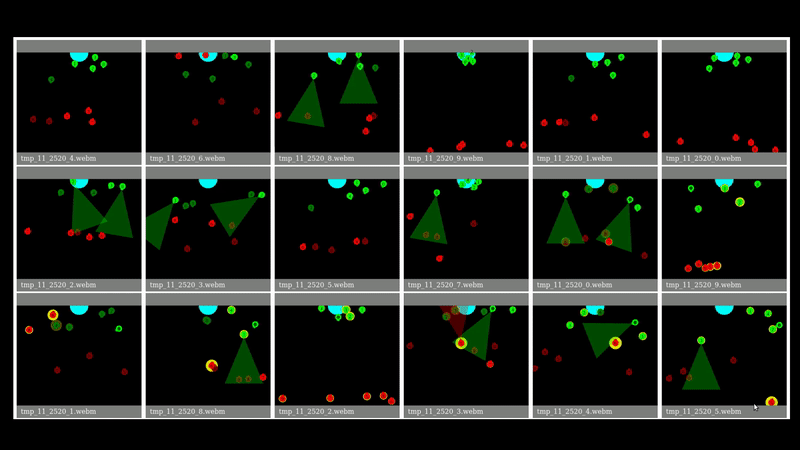 tmp_11_2520_4.webm
tmp_11_2520_6.webm
tmp_11_2520_8.webm
tmp_11_2520_9.webm
tmp_11_2520_1.webm
tmp_11_2520_0.webm
tmp_11_2520_2.webm
tmp_11_2520_3.webm
tmp_11_2520_5.webm
tmp_11_2520_7.webm
tmp_11_2520_0.webm
tmp_11_2520_9.webm
tmp_11_2520_1.webm
tmp_11_2520_8.webm
tmp_11_2520_2.webm
tmp_11_2520_3.webm
tmp_11_2520_4.webm
tmp_11_2520_5.webm